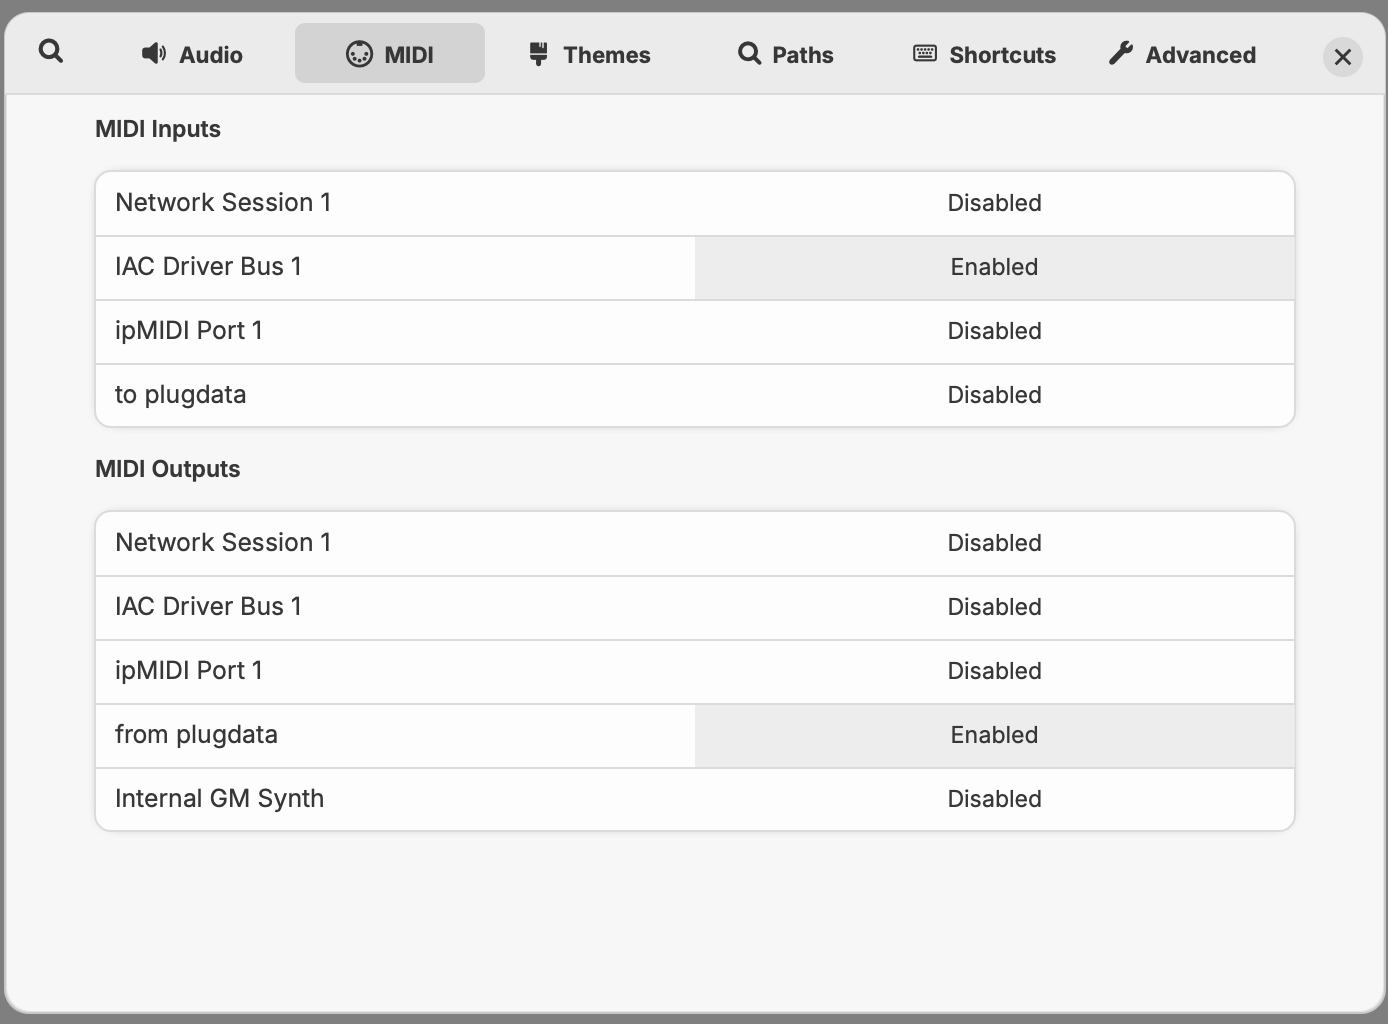 Audio MIDI Themes Paths Shortcuts Advanced
MIDI Inputs
Network Session 1 Disabled
IAC Driver Bus 1 Enabled
ipMIDI Port 1 Disabled
to plugdata Disabled
MIDI Outputs
Network Session 1 Disabled
IAC Driver Bus 1 Disabled
ipMIDI Port 1 Disabled
from plugdata Enabled
Internal GM Synth Disabled